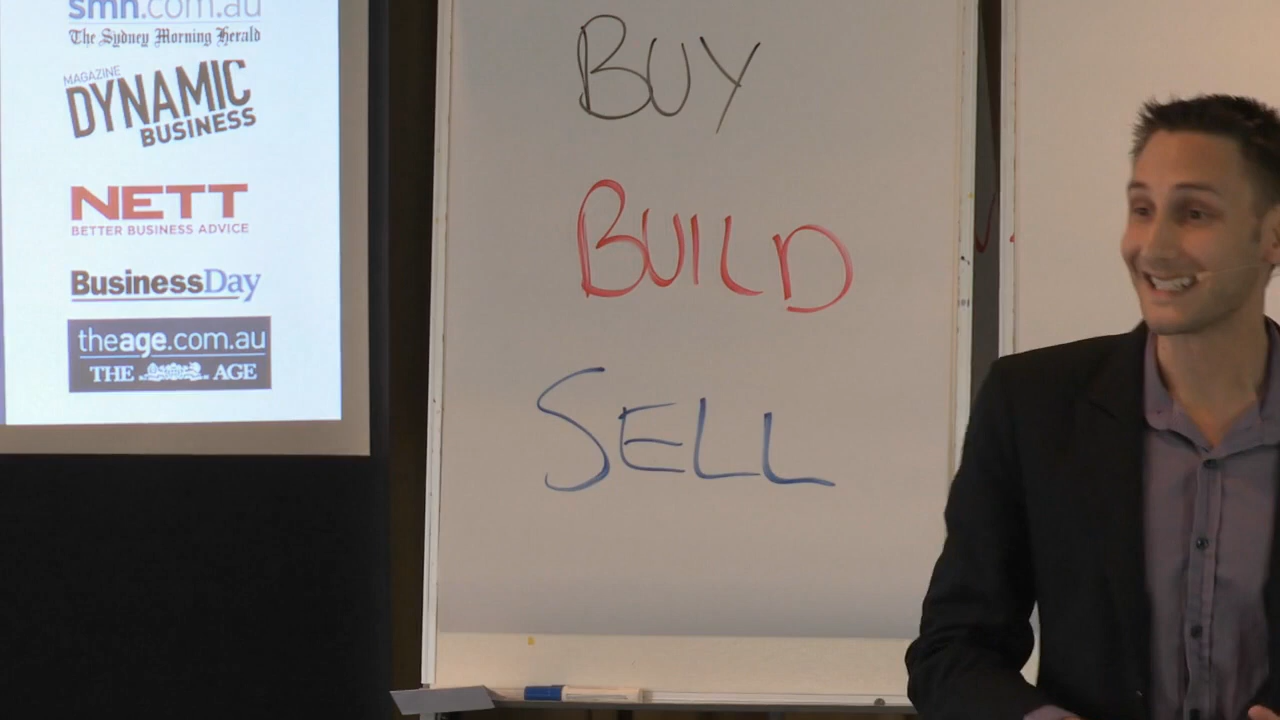 smh.com.au
The Sydney Morning Herald
MAGAZINE
DYNAMIC
BUSINESS
NETT
BETTER BUSINESS ADVICE
BusinessDay
theage.com.au
THE AGE
BUY
BUILD
SELL